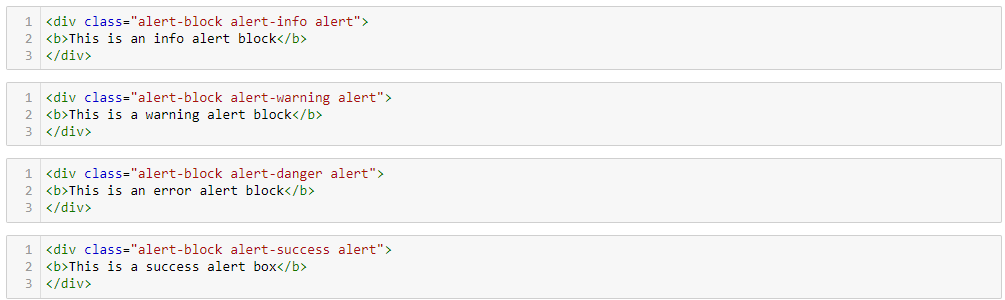 1 <div class="alert-block alert-info alert">
2 <b>This is an info alert block</b>
3 </div>
1 <div class="alert-block alert-warning alert">
2 <b>This is a warning alert block</b>
3 </div>
1 <div class="alert-block alert-danger alert">
2 <b>This is an error alert block</b>
3 </div>
1 <div class="alert-block alert-success alert">
2 <b>This is a success alert box</b>
3 </div>